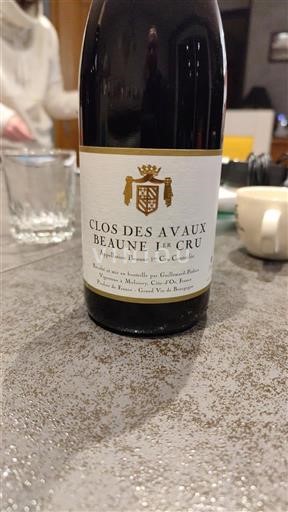 CLOS DES AVAUX
BEAUNE 1ER CRU
Appellation Beaune 1er Cru Contrôlée
Récolté et mis en bouteille par Guillemard-Pothier
Vigneron à Meloisey, Côte-d'Or, France
Produit de France - Grand Vin de Bourgogne